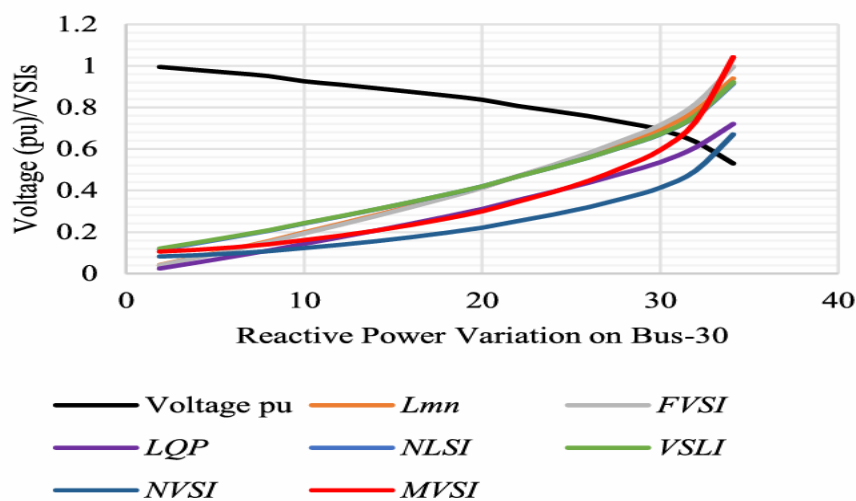 1.2
1
0.8
0.6
0.4
0.2
0
Voltage (pu)/VSIs
0 10 20 30 40
Reactive Power Variation on Bus-30
Voltage pu Lmn FVSI
LQP NLSI VSLI
NVSI MVSI